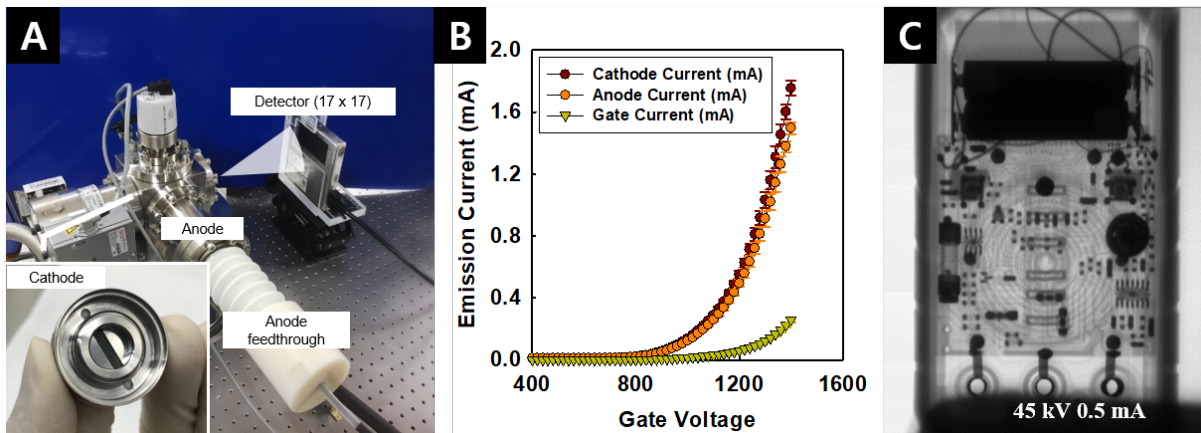 A
Detector (17 x 17)
Anode
Cathode
Anode
feedthrough
B
Emission Current (mA)
2.0
1.6
1.2
0.8
0.4
0.0
Cathode Current (mA)
Anode Current (mA)
Gate Current (mA)
400
800
1200
1600
Gate Voltage
C
45 kV 0.5 mA